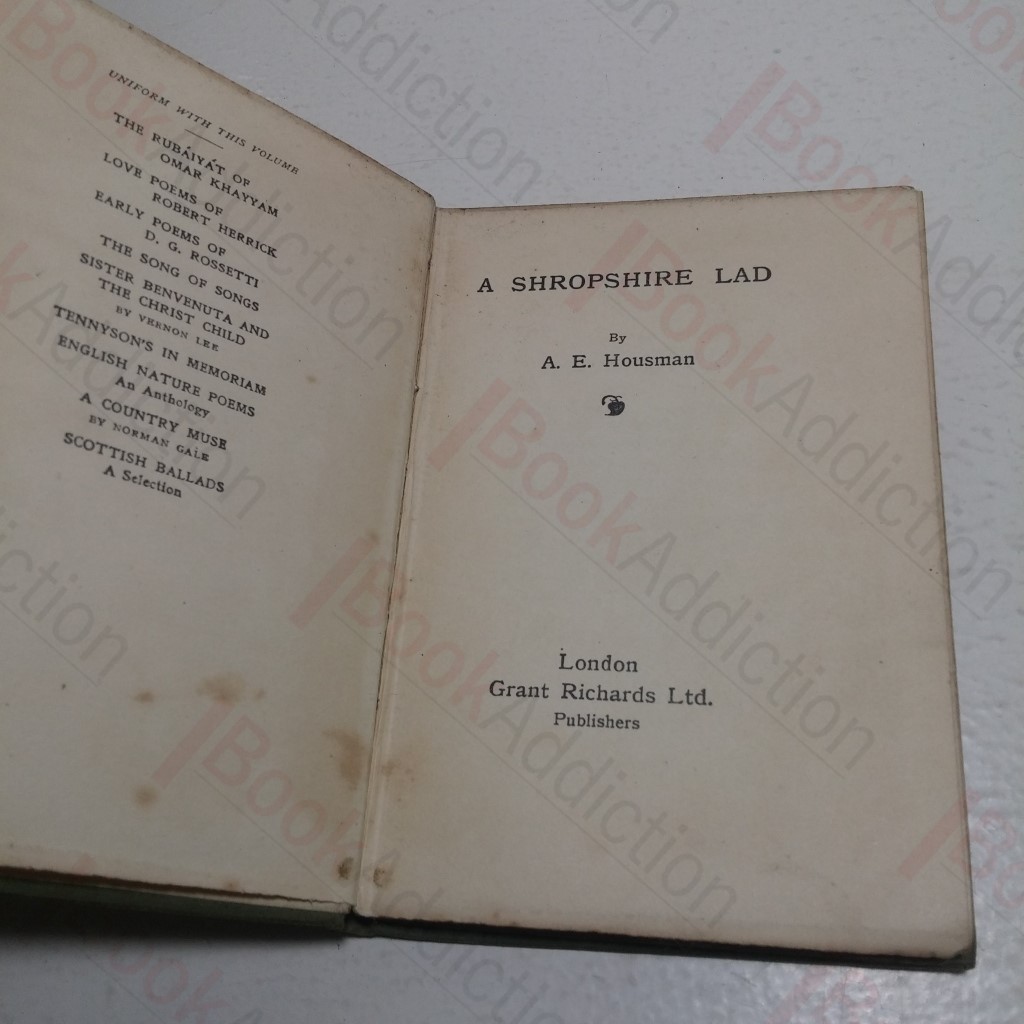 UNIFORM WITH THIS VOLUME
THE RUBÁIYÁT OF
OMAR KHAYYAM
LOVE POEMS OF
ROBERT HERRICK
EARLY POEMS OF
D. G. ROSSETTI
THE SONG OF SONGS
SISTER BENVENUTA AND
THE CHRIST CHILD
BY VERNON LEE
TENNYSON'S IN MEMORIAM
ENGLISH NATURE POEMS
An Anthology
A COUNTRY MUSE
BY NORMAN GALE
SCOTTISH BALLADS
A Selection
A SHROPSHIRE LAD
By
A. E. Housman
London
Grant Richards Ltd.
Publishers
BookAddiction